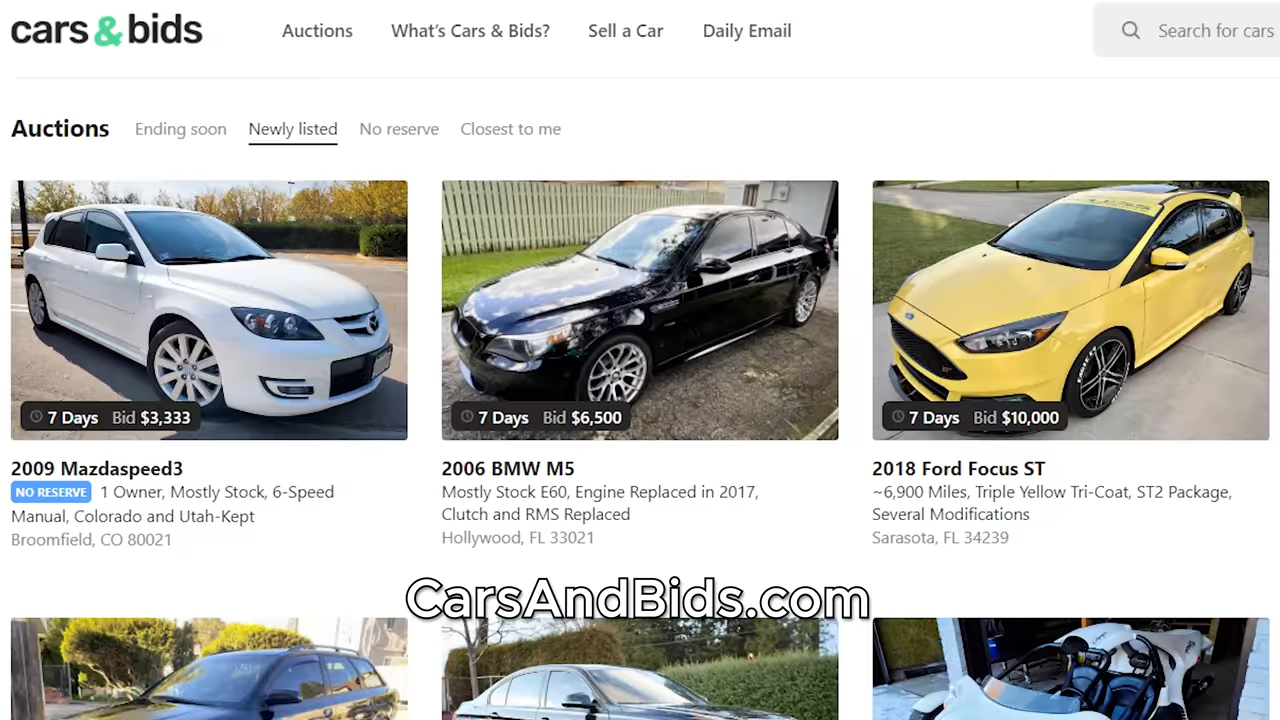 cars & bids
Auctions
What's Cars & Bids?
Sell a Car
Daily Email
Search for cars
Auctions
Ending soon
Newly listed
No reserve
Closest to me
7 Days Bid $3,333
7 Days Bid $6,500
7 Days Bid $10,000
2009 Mazdaspeed3
NO RESERVE 1 Owner, Mostly Stock, 6-Speed
Manual, Colorado and Utah-Kept
Broomfield, CO 80021
2006 BMW M5
Mostly Stock E60, Engine Replaced in 2017,
Clutch and RMS Replaced
Hollywood, FL 33021
2018 Ford Focus ST
~6,900 Miles, Triple Yellow Tri-Coat, ST2 Package,
Several Modifications
Sarasota, FL 34239
CarsAndBids.com